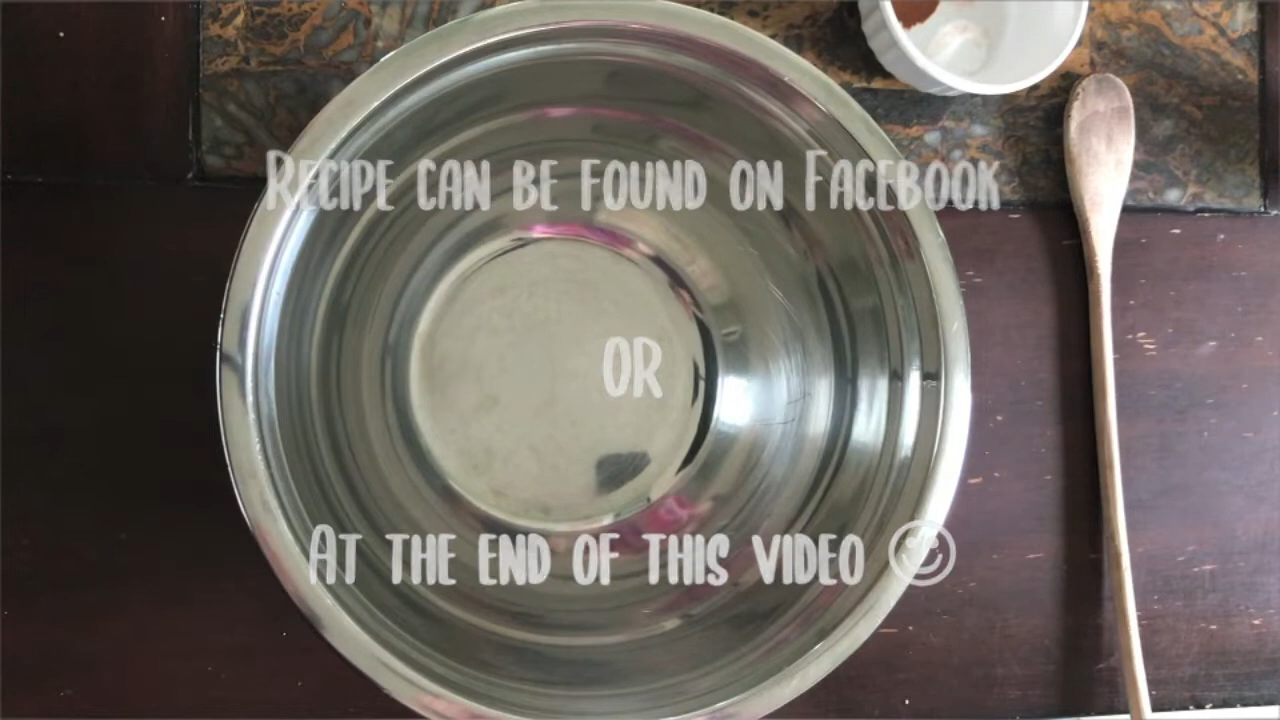 Recipe can be found on Facebook
OR
At the end of this video ☺